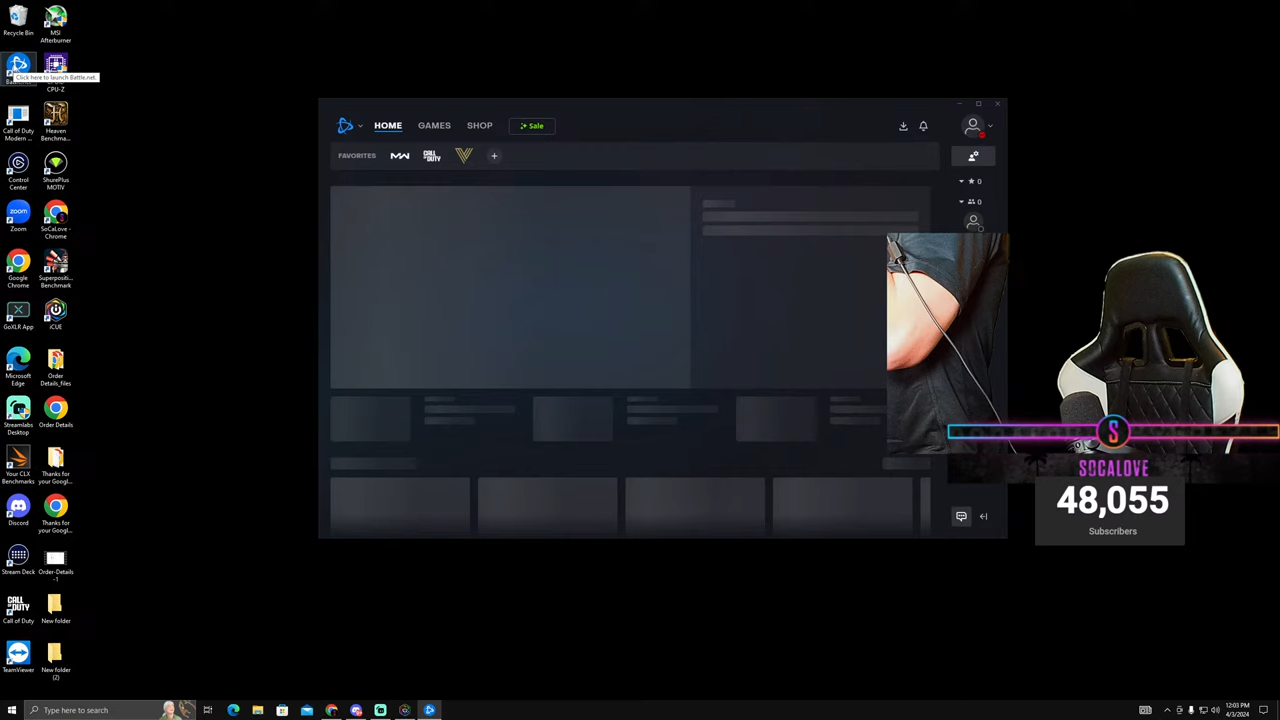 Recycle Bin
MSI
Afterburner
Click here to launch Battle.net.
CPU-Z
Call of Duty
Modern ...
Heaven
Benchma...
Control
Center
ShurePlus
MOTIV
Zoom
SoCaLove -
Chrome
Google
Chrome
Superpositi...
Benchmark
GoXLR App
iCUE
Microsoft
Edge
Order
Details_files
Streamlabs
Desktop
Order Details
Your CLX
Benchmarks
Thanks for
your Googl...
Discord
Thanks for
your Googl...
Stream Deck
Order-Details
-1
Call of Duty
New folder
TeamViewer
New folder
(2)
HOME
GAMES
SHOP
Sale
FAVORITES
MW
CALL OF DUTY
0
0
S
SOCALOVE
48,055
Subscribers
Type here to search
12:03 PM
4/3/2024